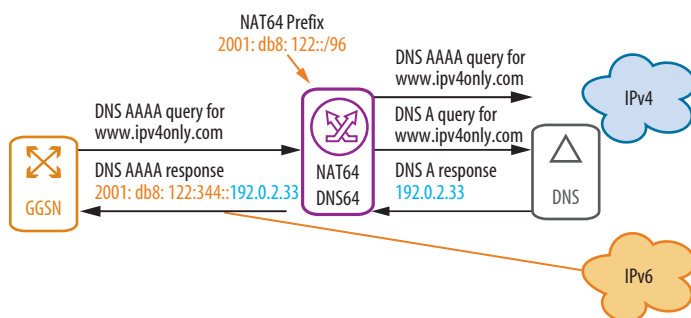 NAT64 Prefix
2001: db8: 122::/96
DNS AAAA query for
www.ipv4only.com
IPv4
DNS AAAA query for
www.ipv4only.com
DNS A query for
www.ipv4only.com
DNS AAAA response
2001: db8: 122:344::192.0.2.33
GGSN
NAT64
DNS64
DNS A response
192.0.2.33
DNS
IPv6